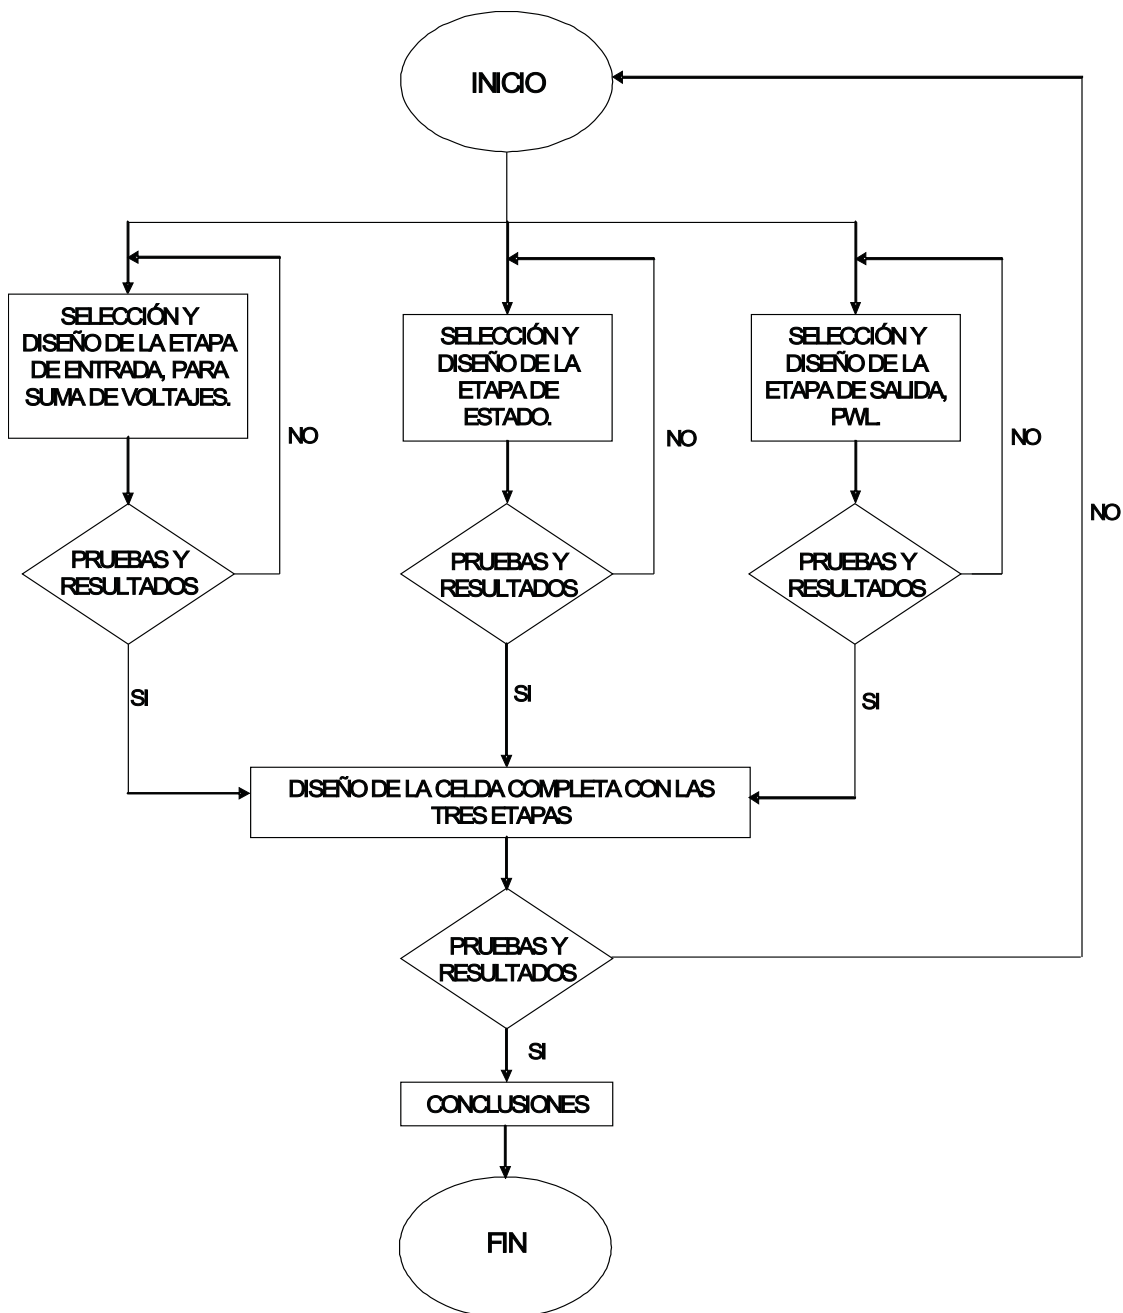 INICIO
SELECCIÓN Y
DISEÑO DE LA ETAPA
DE ENTRADA, PARA
SUMA DE VOLTAJES.
NO
SELECCIÓN Y
DISEÑO DE LA
ETAPA DE
ESTADO.
NO
SELECCIÓN Y
DISEÑO DE LA
ETAPA DE SALIDA,
PWL.
NO
NO
PRUEBAS Y
RESULTADOS
PRUEBAS Y
RESULTADOS
PRUEBAS Y
RESULTADOS
SI
SI
SI
DISEÑO DE LA CELDA COMPLETA CON LAS
TRES ETAPAS
PRUEBAS Y
RESULTADOS
SI
CONCLUSIONES
FIN